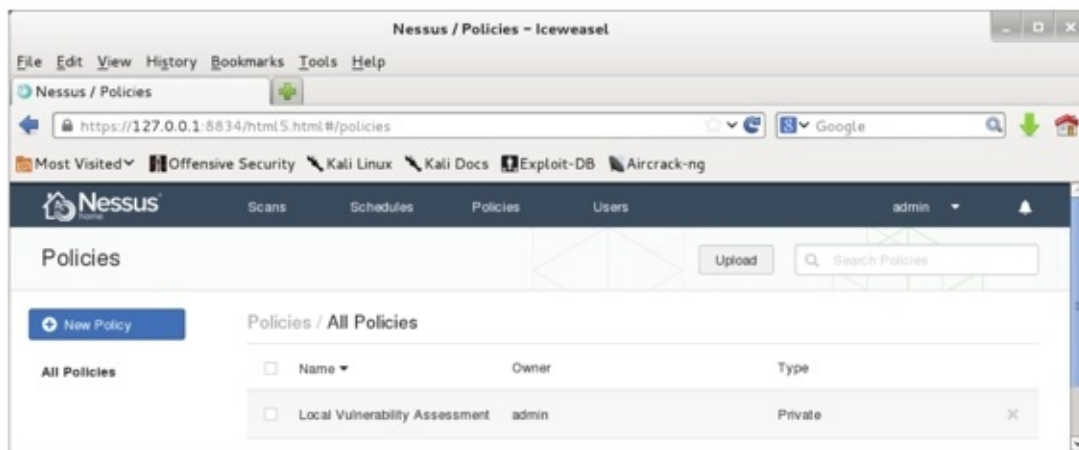 Nessus / Policies - Iceweasel
File Edit View History Bookmarks Tools Help
Nessus / Policies
https://127.0.0.1:8834/html5.html#/policies
Google
Most Visited Offensive Security Kali Linux Kali Docs Exploit-DB Aircrack-ng
Nessus home Scans Schedules Policies Users admin
Policies Upload Search Policies
New Policy
Policies / All Policies
All Policies
Name Owner Type
Local Vulnerability Assessment admin Private